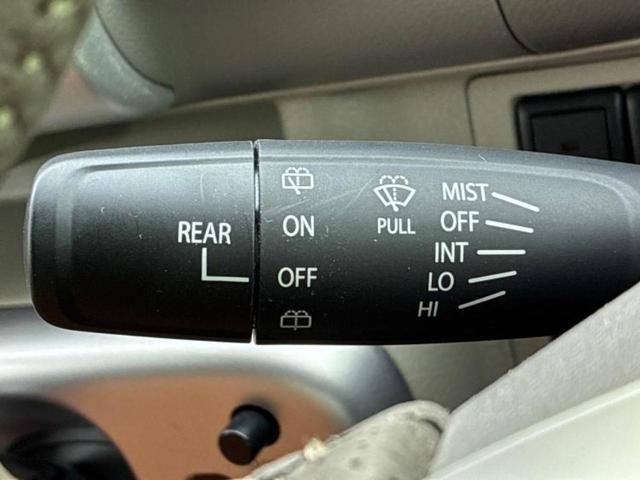 REAR
ON
OFF
PULL
MIST
OFF
INT
LO
HI